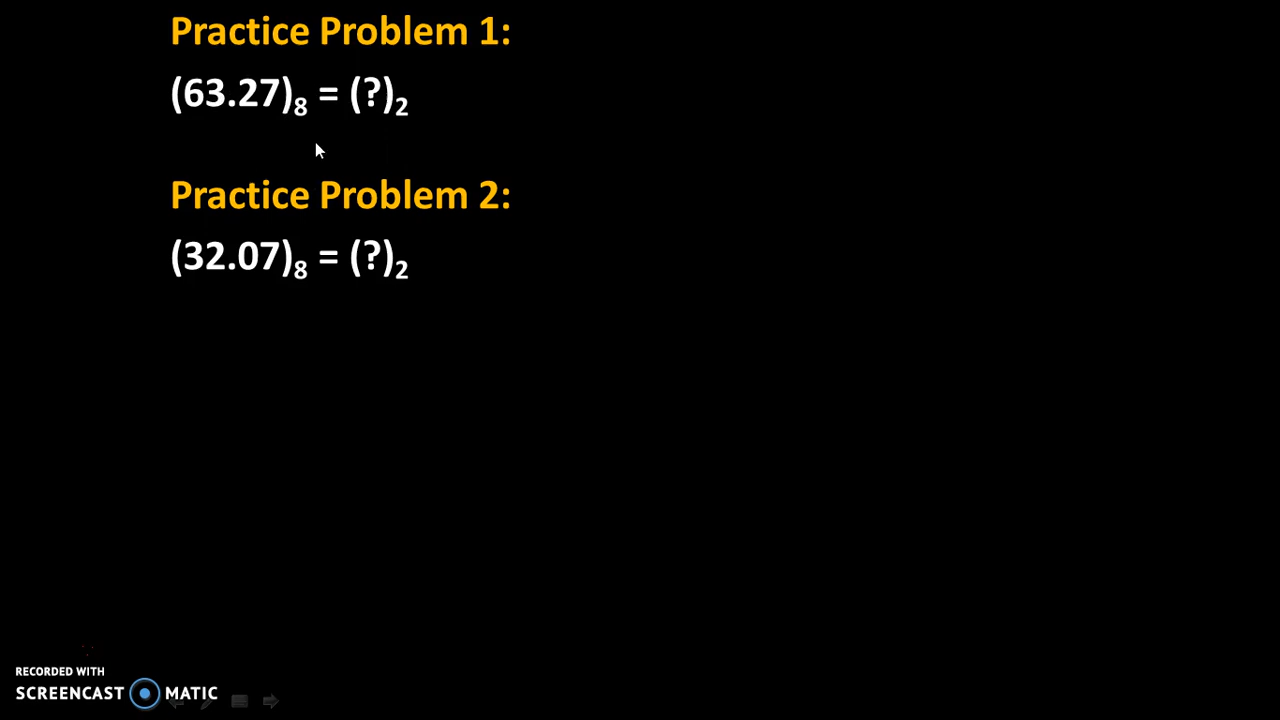 Practice Problem 1:
(63.27)₈ = (?)₂
Practice Problem 2:
(32.07)₈ = (?)₂
RECORDED WITH
SCREENCAST MATIC